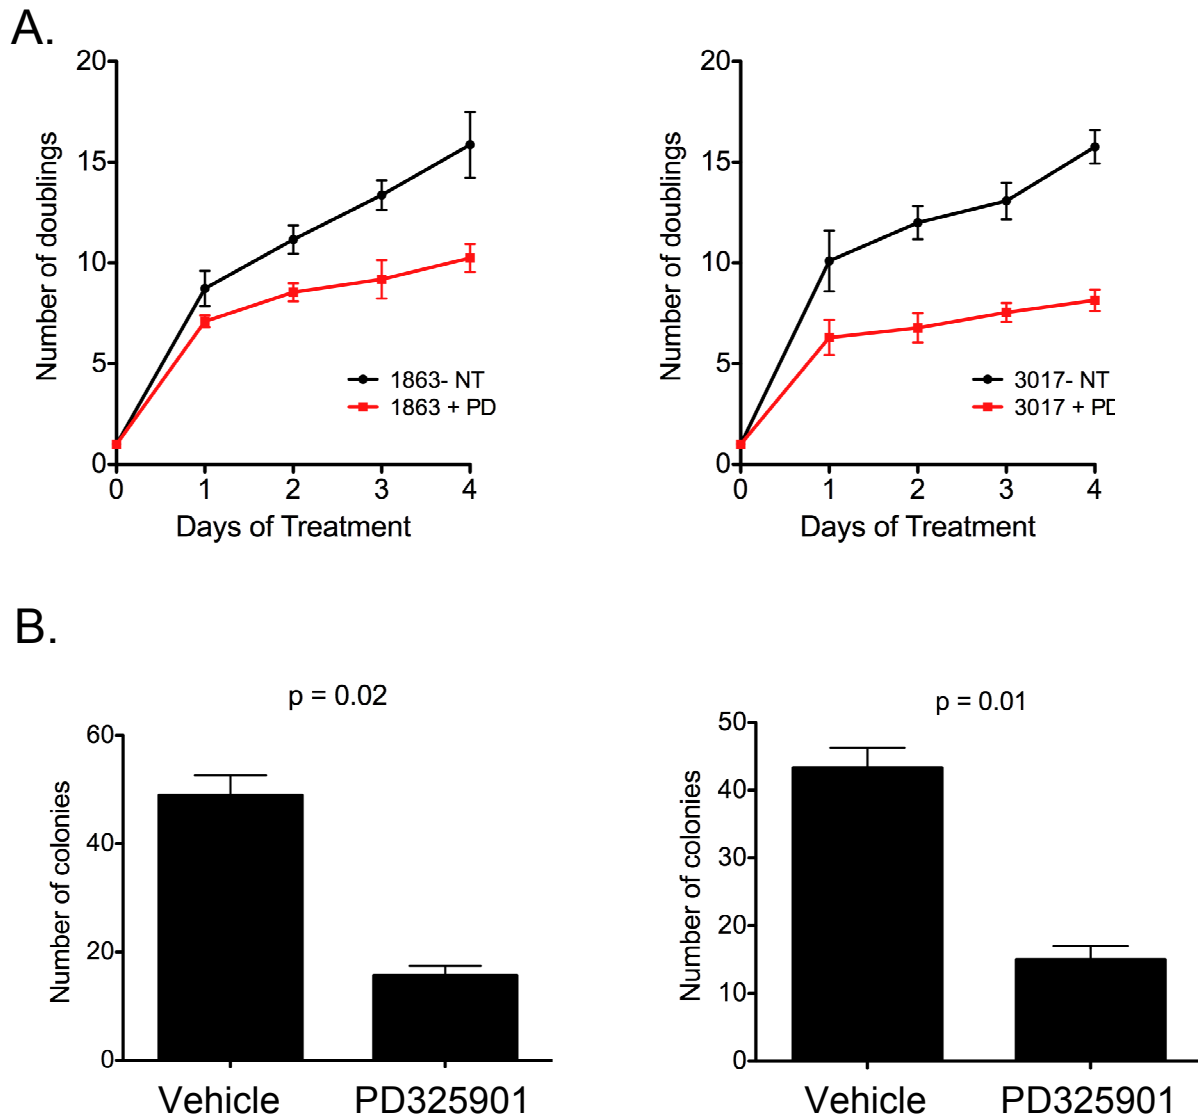 A.
20
15
10
5
0
Number of doublings
1863- NT
1863 + PD
0 1 2 3 4
Days of Treatment
20
15
10
5
0
Number of doublings
3017- NT
3017 + PD
0 1 2 3 4
Days of Treatment
B.
p = 0.02
60
40
20
0
Number of colonies
Vehicle PD325901
p = 0.01
50
40
30
20
10
0
Number of colonies
Vehicle PD325901